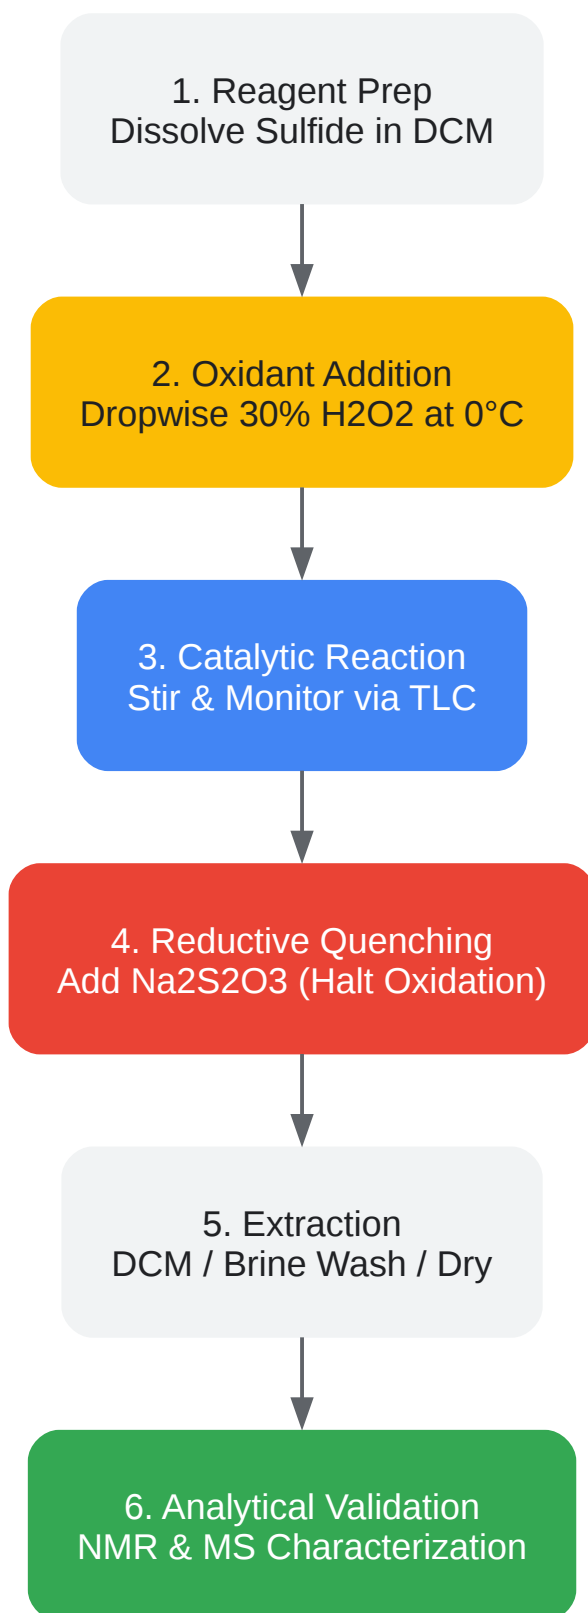 1. Reagent Prep
Dissolve Sulfide in DCM
2. Oxidant Addition
Dropwise 30% H2O2 at 0°C
3. Catalytic Reaction
Stir & Monitor via TLC
4. Reductive Quenching
Add Na2S2O3 (Halt Oxidation)
5. Extraction
DCM / Brine Wash / Dry
6. Analytical Validation
NMR & MS Characterization